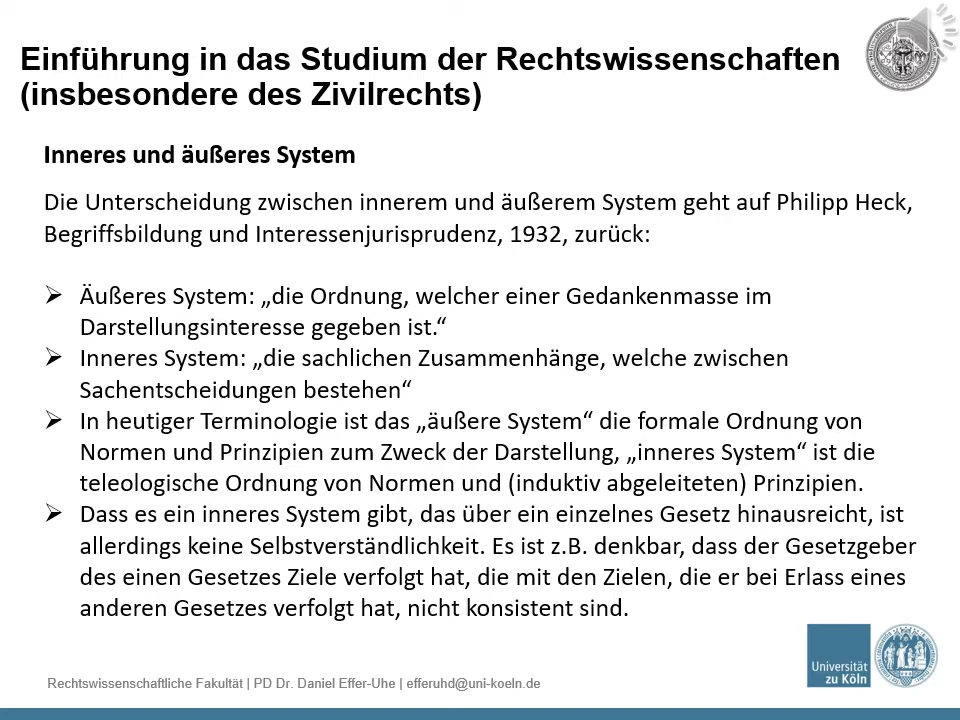 Einführung in das Studium der Rechtswissenschaften
(insbesondere des Zivilrechts)
Inneres und äußeres System
Die Unterscheidung zwischen innerem und äußerem System geht auf Philipp Heck,
Begriffsbildung und Interessenjurisprudenz, 1932, zurück:
➢ Äußeres System: „die Ordnung, welcher einer Gedankenmasse im
Darstellungsinteresse gegeben ist.“
➢ Inneres System: „die sachlichen Zusammenhänge, welche zwischen
Sachentscheidungen bestehen“
➢ In heutiger Terminologie ist das „äußere System“ die formale Ordnung von
Normen und Prinzipien zum Zweck der Darstellung, „inneres System“ ist die
teleologische Ordnung von Normen und (induktiv abgeleiteten) Prinzipien.
➢ Dass es ein inneres System gibt, das über ein einzelnes Gesetz hinausreicht, ist
allerdings keine Selbstverständlichkeit. Es ist z.B. denkbar, dass der Gesetzgeber
des einen Gesetzes Ziele verfolgt hat, die mit den Zielen, die er bei Erlass eines
anderen Gesetzes verfolgt hat, nicht konsistent sind.
Universität
zu Köln
Rechtswissenschaftliche Fakultät | PD Dr. Daniel Effer-Uhe | efferuhd@uni-koeln.de